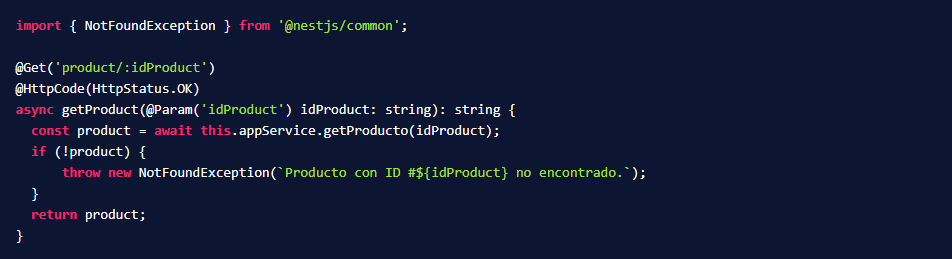 import { NotFoundException } from '@nestjs/common';

@Get('product/:idProduct')
@HttpCode(HttpStatus.OK)
async getProduct(@Param('idProduct') idProduct: string): string {
  const product = await this.appService.getProducto(idProduct);
  if (!product) {
      throw new NotFoundException(`Producto con ID #${idProduct} no encontrado.`);
  }
  return product;
}